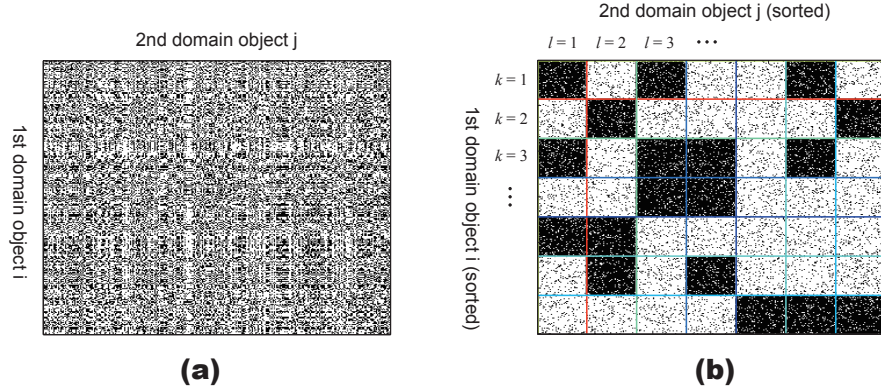 2nd domain object j
1st domain object i
(a)
2nd domain object j (sorted)
l = 1 l = 2 l = 3 ···
k = 1
k = 2
k = 3
⋮
1st domain object i (sorted)
(b)